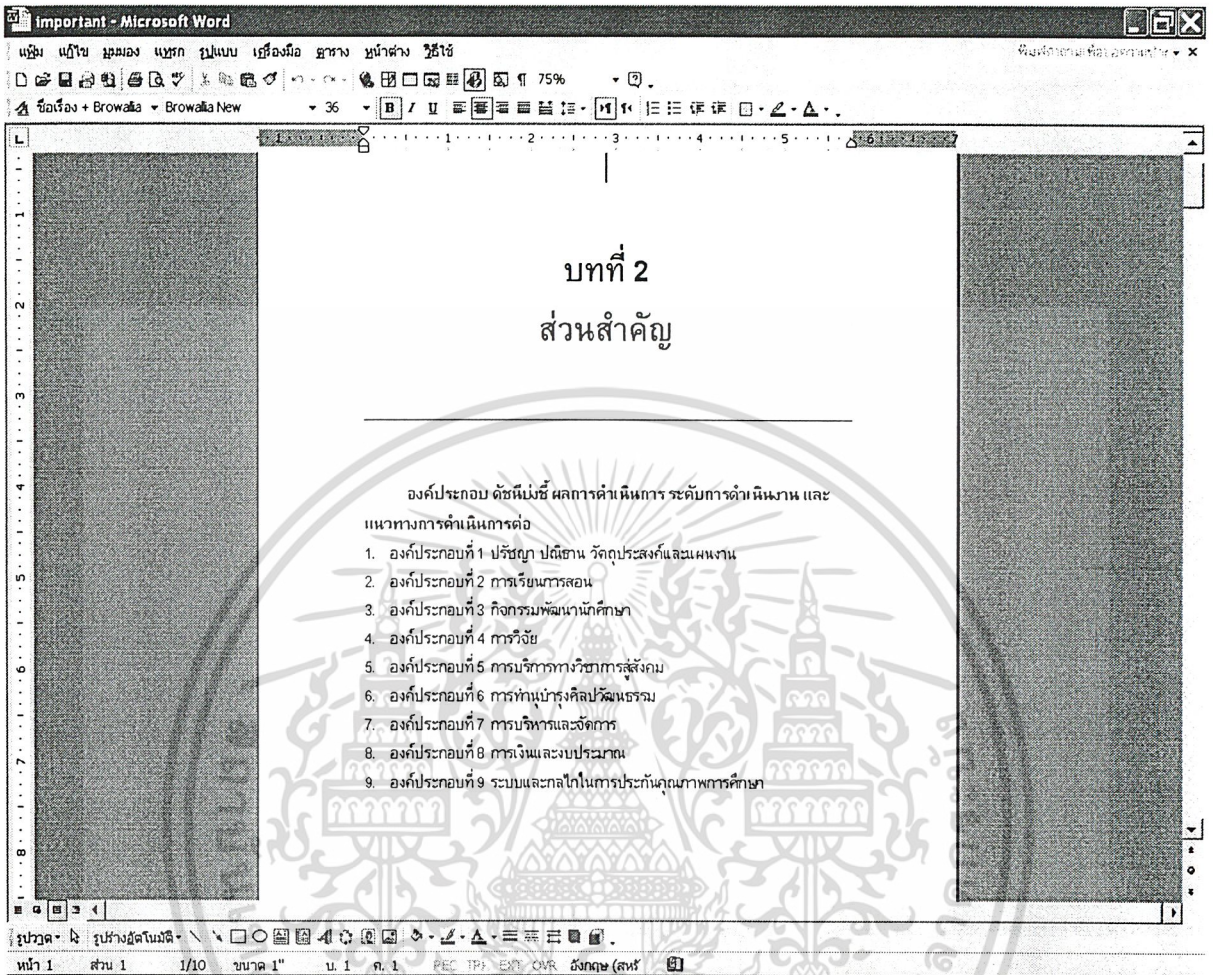 important - Microsoft Word
แฟ้ม แก้ไข มุมมอง แทรก รูปแบบ เครื่องมือ ตาราง หน้าต่าง วิธีใช้
75%
ชื่อเรื่อง + Browallia Browallia New 36 B I U
1 1 2 3 4 5 6 7
บทที่ 2
ส่วนสำคัญ
องค์ประกอบ ดัชนีบ่งชี้ ผลการดำเนินการ ระดับการดำเนินงาน และ
แนวทางการดำเนินการต่อ
1. องค์ประกอบที่ 1 ปรัชญา ปณิธาน วัตถุประสงค์และแผนงาน
2. องค์ประกอบที่ 2 การเรียนการสอน
3. องค์ประกอบที่ 3 กิจกรรมพัฒนานักศึกษา
4. องค์ประกอบที่ 4 การวิจัย
5. องค์ประกอบที่ 5 การบริการทางวิชาการสู่สังคม
6. องค์ประกอบที่ 6 การทำนุบำรุงศิลปวัฒนธรรม
7. องค์ประกอบที่ 7 การบริหารและจัดการ
8. องค์ประกอบที่ 8 การเงินและงบประมาณ
9. องค์ประกอบที่ 9 ระบบและกลไกในการประกันคุณภาพการศึกษา
รูปวาด รูปร่างอัตโนมัติ
หน้า 1 ส่วน 1 1/10 ขนาด 1" บ. 1 ค. 1 REC TRK EXT OVR อังกฤษ (สหรั